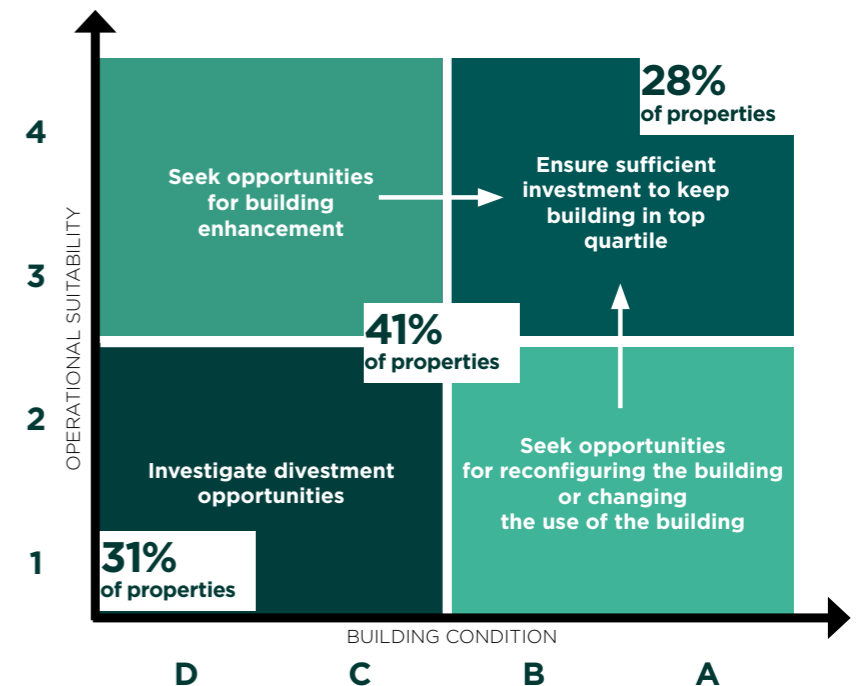 28%
of properties
4
Seek opportunities
for building
enhancement
Ensure sufficient
investment to keep
building in top
quartile
3
OPERATIONAL SUITABILITY
41%
of properties
2
Investigate divestment
opportunities
Seek opportunities
for reconfiguring the building
or changing
the use of the building
1
31%
of properties
BUILDING CONDITION
D
C
B
A